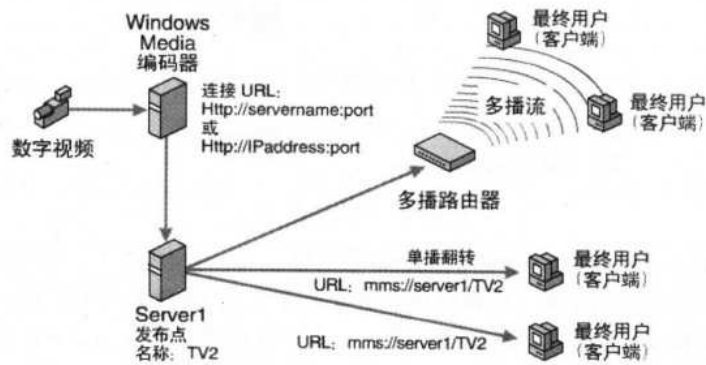 Windows
Media
编码器
连接 URL:
Http://servername:port
或
Http://IPaddress:port
数字视频
最终用户
(客户端)
多播流
最终用户
(客户端)
多播路由器
单播翻转
URL: mms://server1/TV2
最终用户
(客户端)
Server1
发布点
名称: TV2
URL: mms://server1/TV2
最终用户
(客户端)